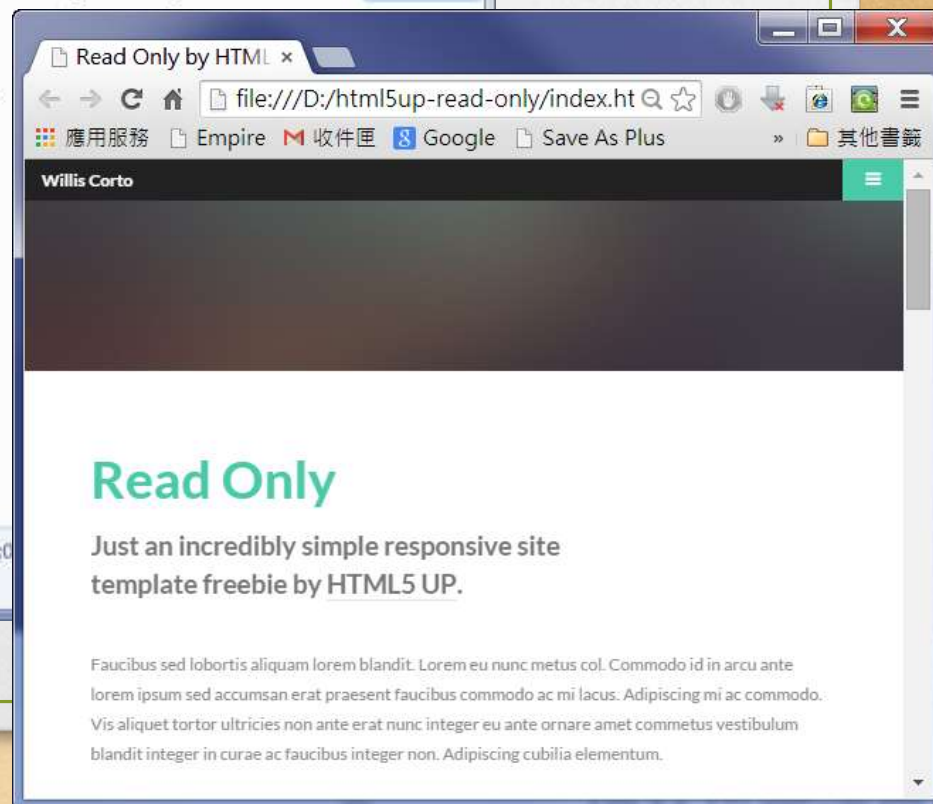 Read Only by HTML
file:///D:/html5up-read-only/index.ht
應用服務 Empire 收件匣 Google Save As Plus » 其他書籤
Willis Corto
Read Only
Just an incredibly simple responsive site
template freebie by HTML5 UP.
Faucibus sed lobortis aliquam lorem blandit. Lorem eu nunc metus col. Commodo id in arcu ante
lorem ipsum sed accumsan erat praesent faucibus commodo ac mi lacus. Adipiscing mi ac commodo.
Vis aliquet tortor ultricies non ante erat nunc integer eu ante ornare amet commetus vestibulum
blandit integer in curae ac faucibus integer non. Adipiscing cubilia elementum.